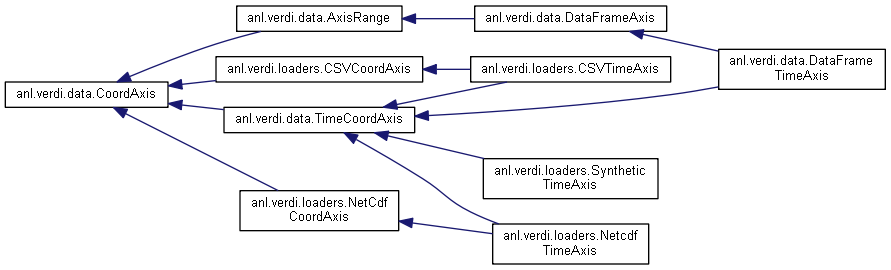 anl.verdi.data.AxisRange
anl.verdi.data.DataFrameAxis
anl.verdi.data.DataFrame
TimeAxis
anl.verdi.loaders.CSVCoordAxis
anl.verdi.loaders.CSVTimeAxis
anl.verdi.data.CoordAxis
anl.verdi.data.TimeCoordAxis
anl.verdi.loaders.Synthetic
TimeAxis
anl.verdi.loaders.NetCdf
CoordAxis
anl.verdi.loaders.Netcdf
TimeAxis